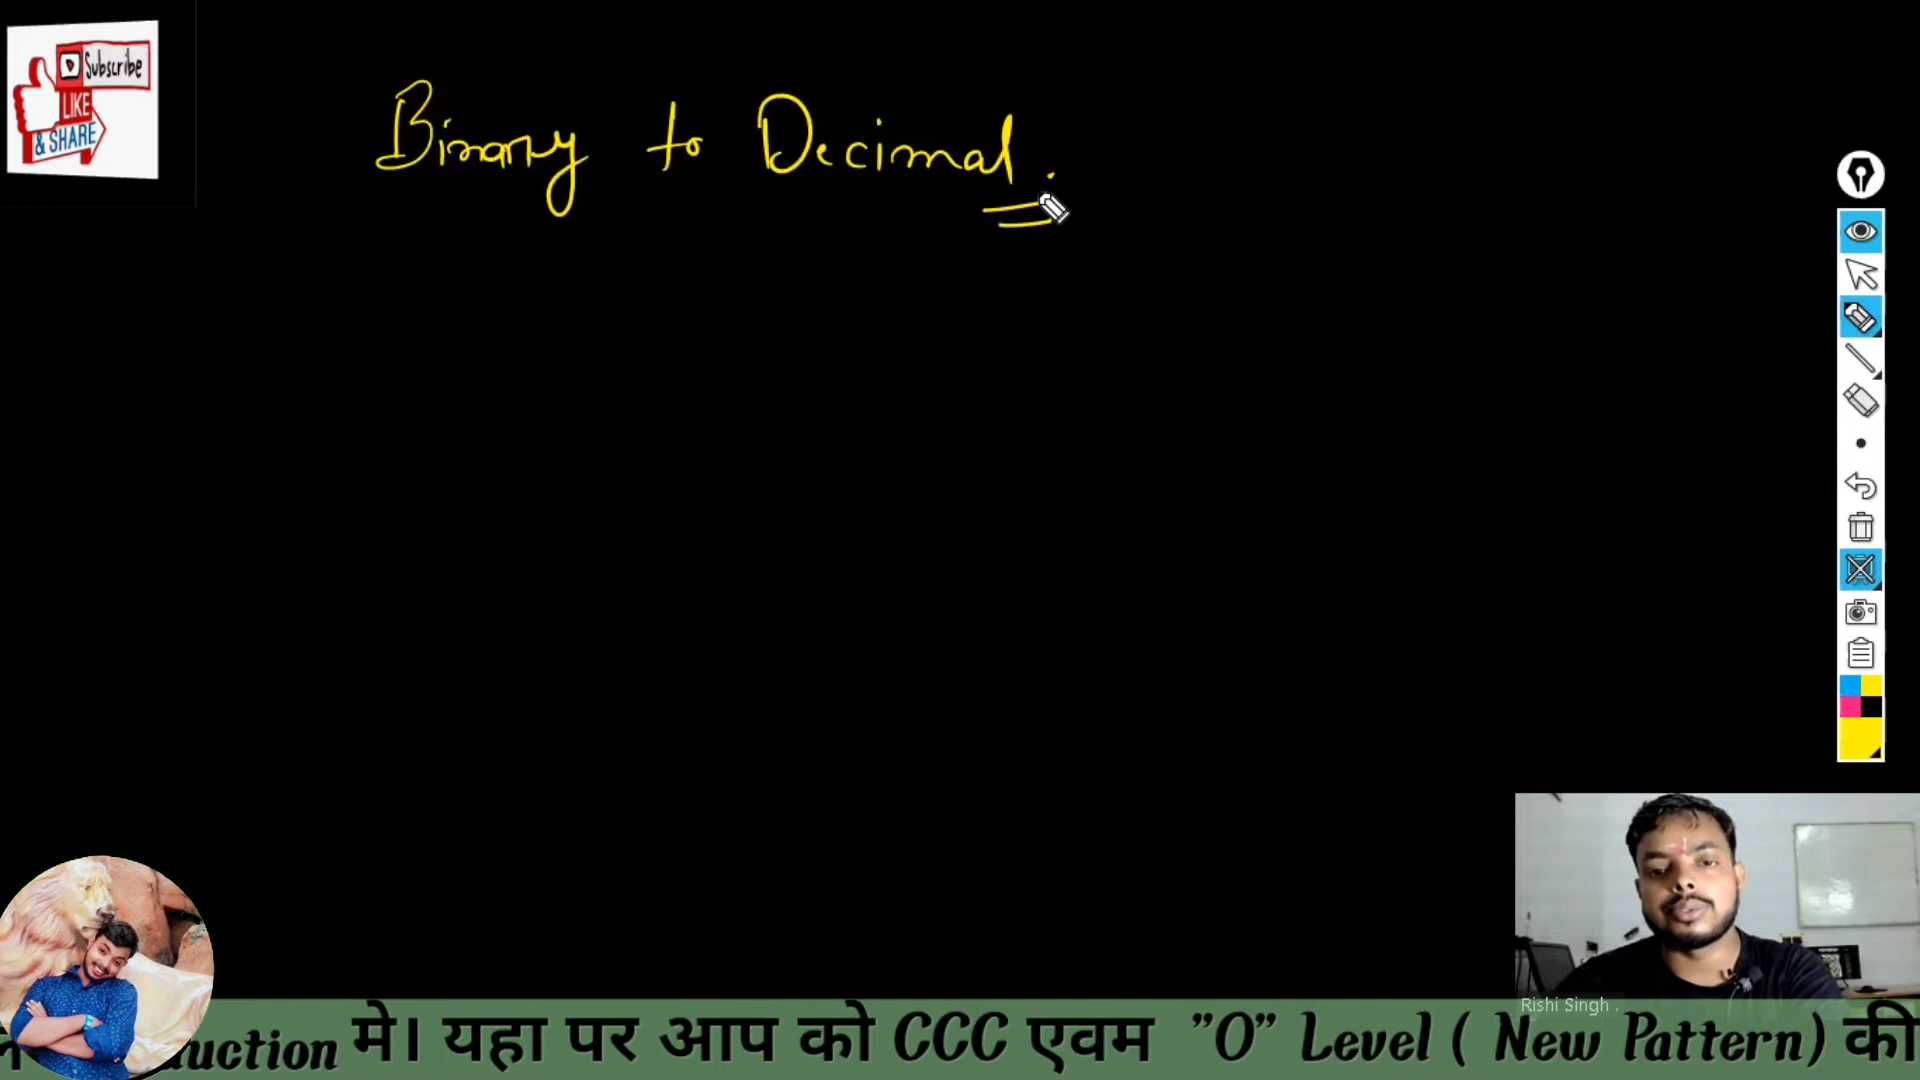 Subscribe
LIKE
& SHARE
Binary to Decimal.
Rishi Singh .
uction मे। यहा पर आप को CCC एवम "O" Level ( New Pattern) की